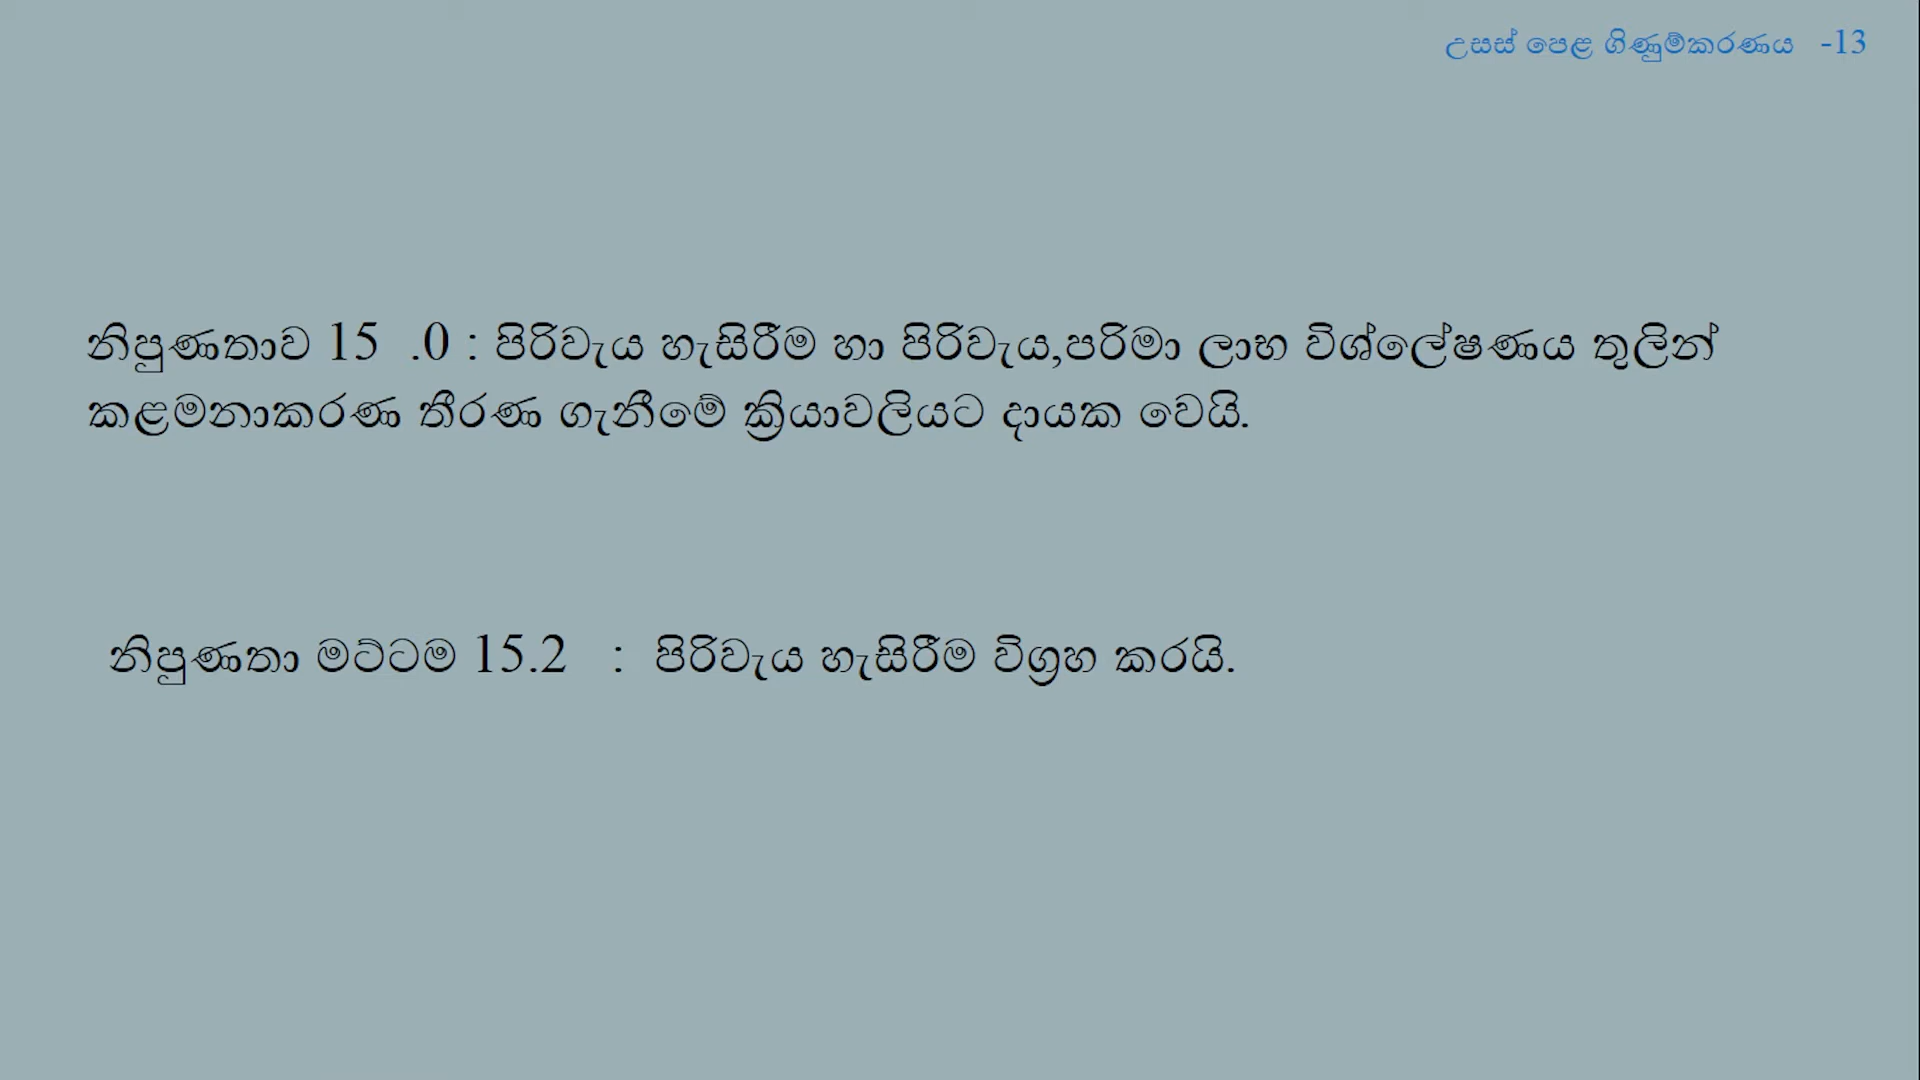 උසස් පෙළ ගිණුම්කරණය -13
නිපුණතාව 15 .0 : පිරිවැය හැසිරීම හා පිරිවැය,පරිමා ලාභ විශ්ලේෂණය තුලින්
කළමනාකරණ තීරණ ගැනීමේ ක්‍රියාවලියට දායක වෙයි.
නිපුණතා මට්ටම 15.2 : පිරිවැය හැසිරීම විග්‍රහ කරයි.